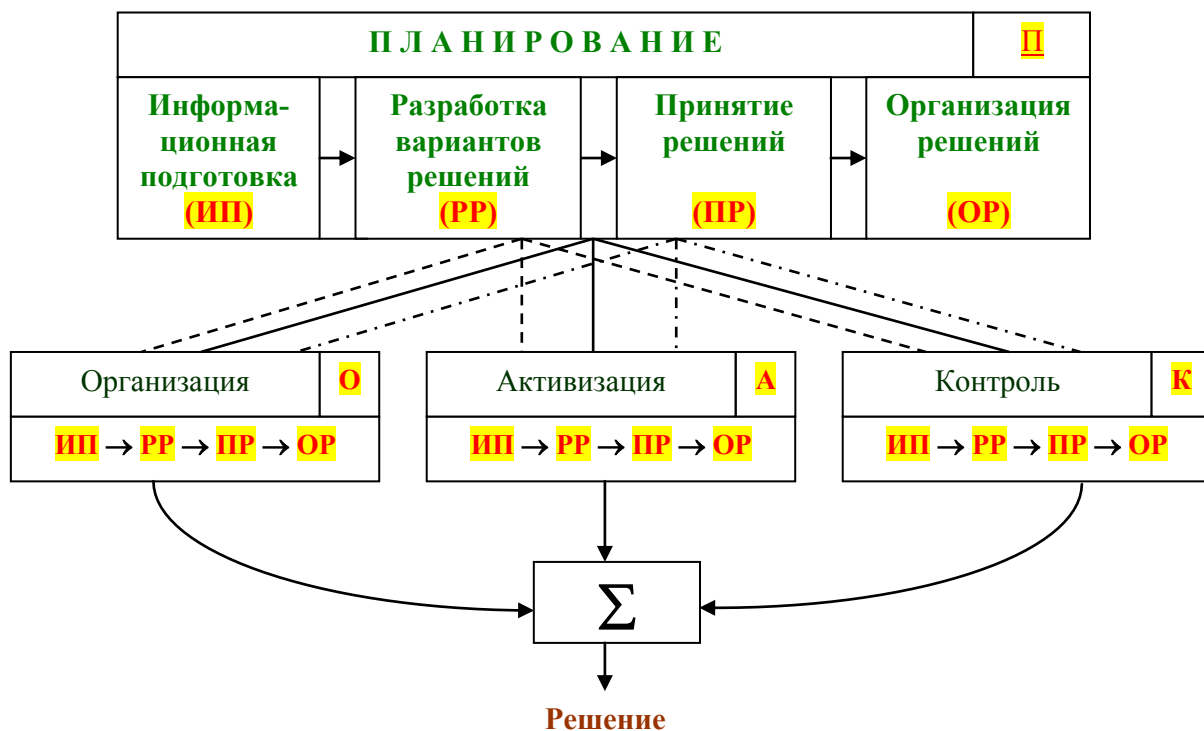 П Л А Н И Р О В А Н И Е П
Информа-
ционная
подготовка
(ИП)
Разработка
вариантов
решений
(РР)
Принятие
решений
(ПР)
Организация
решений
(ОР)
Организация О
ИП → РР → ПР → ОР
Активизация А
ИП → РР → ПР → ОР
Контроль К
ИП → РР → ПР → ОР
Σ
Решение